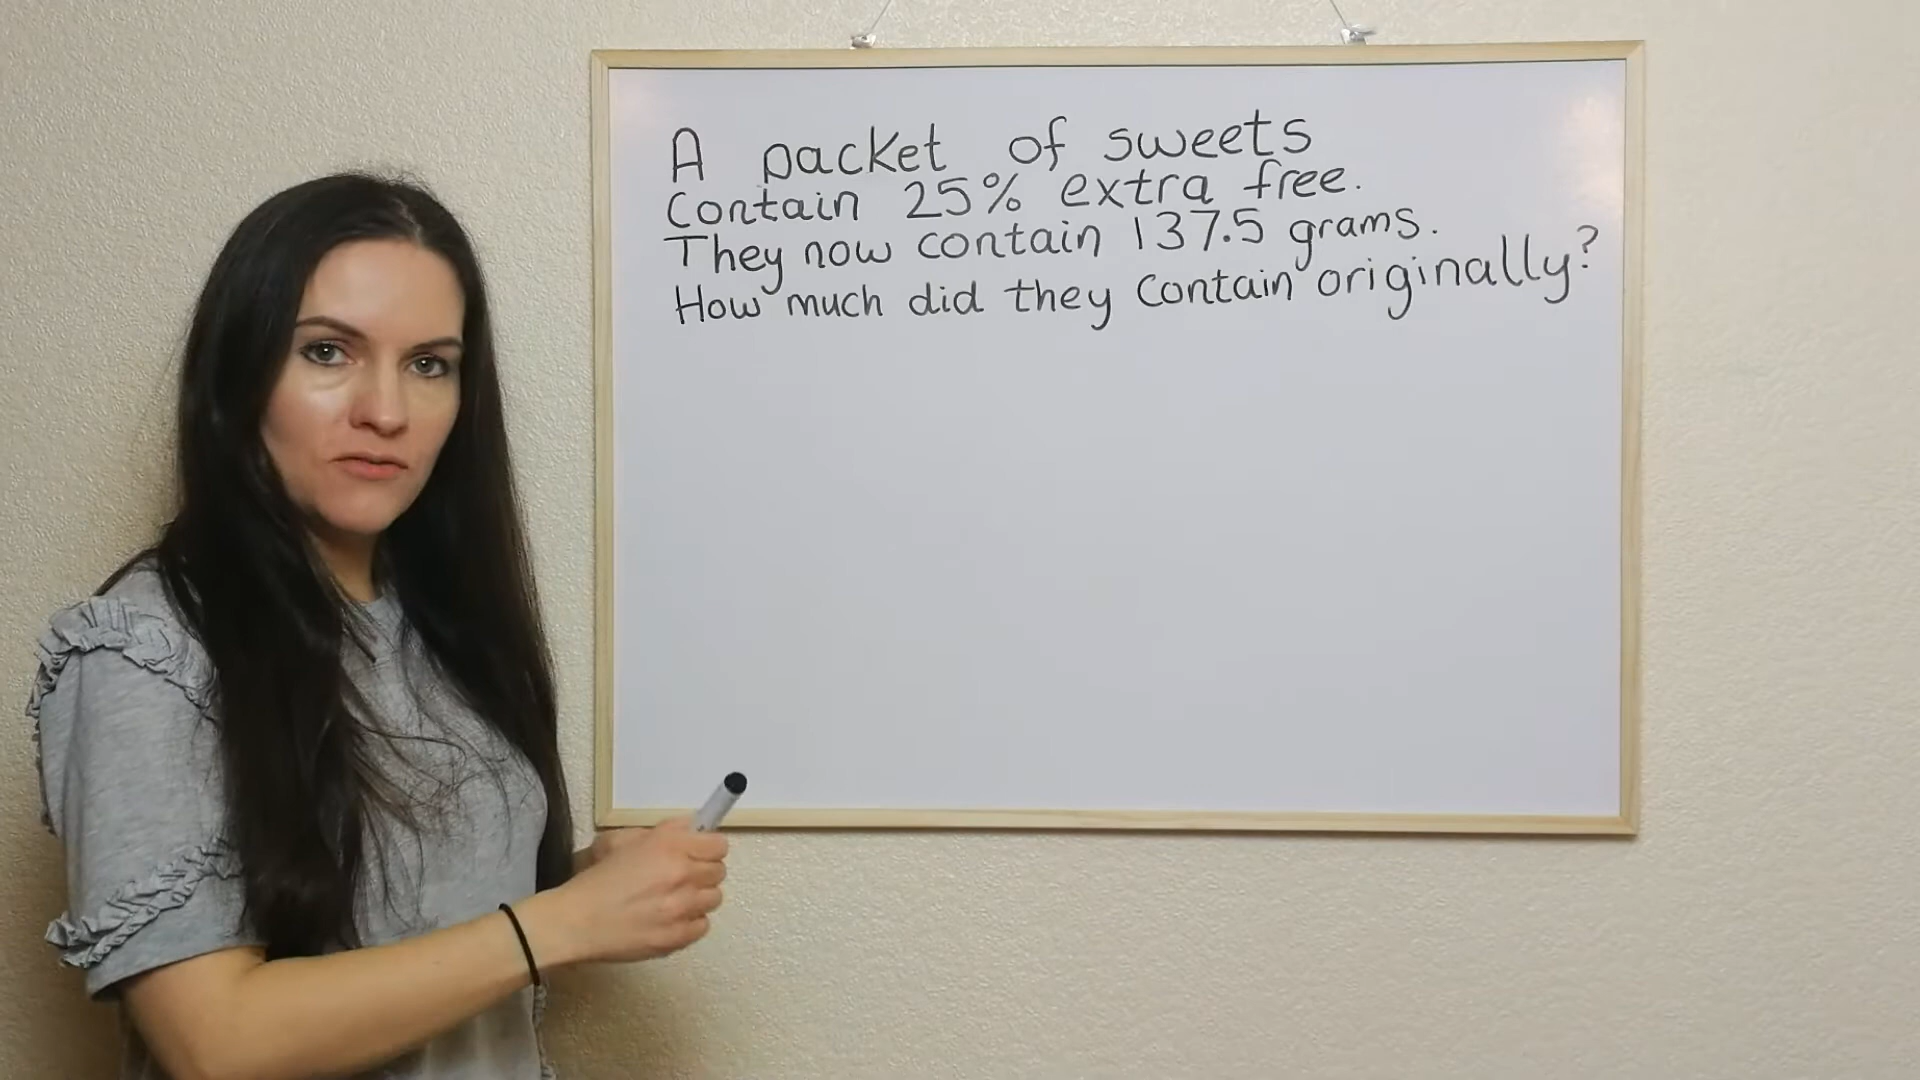 A packet of sweets
Contain 25% extra free.
They now contain 137.5 grams.
How much did they Contain originally?